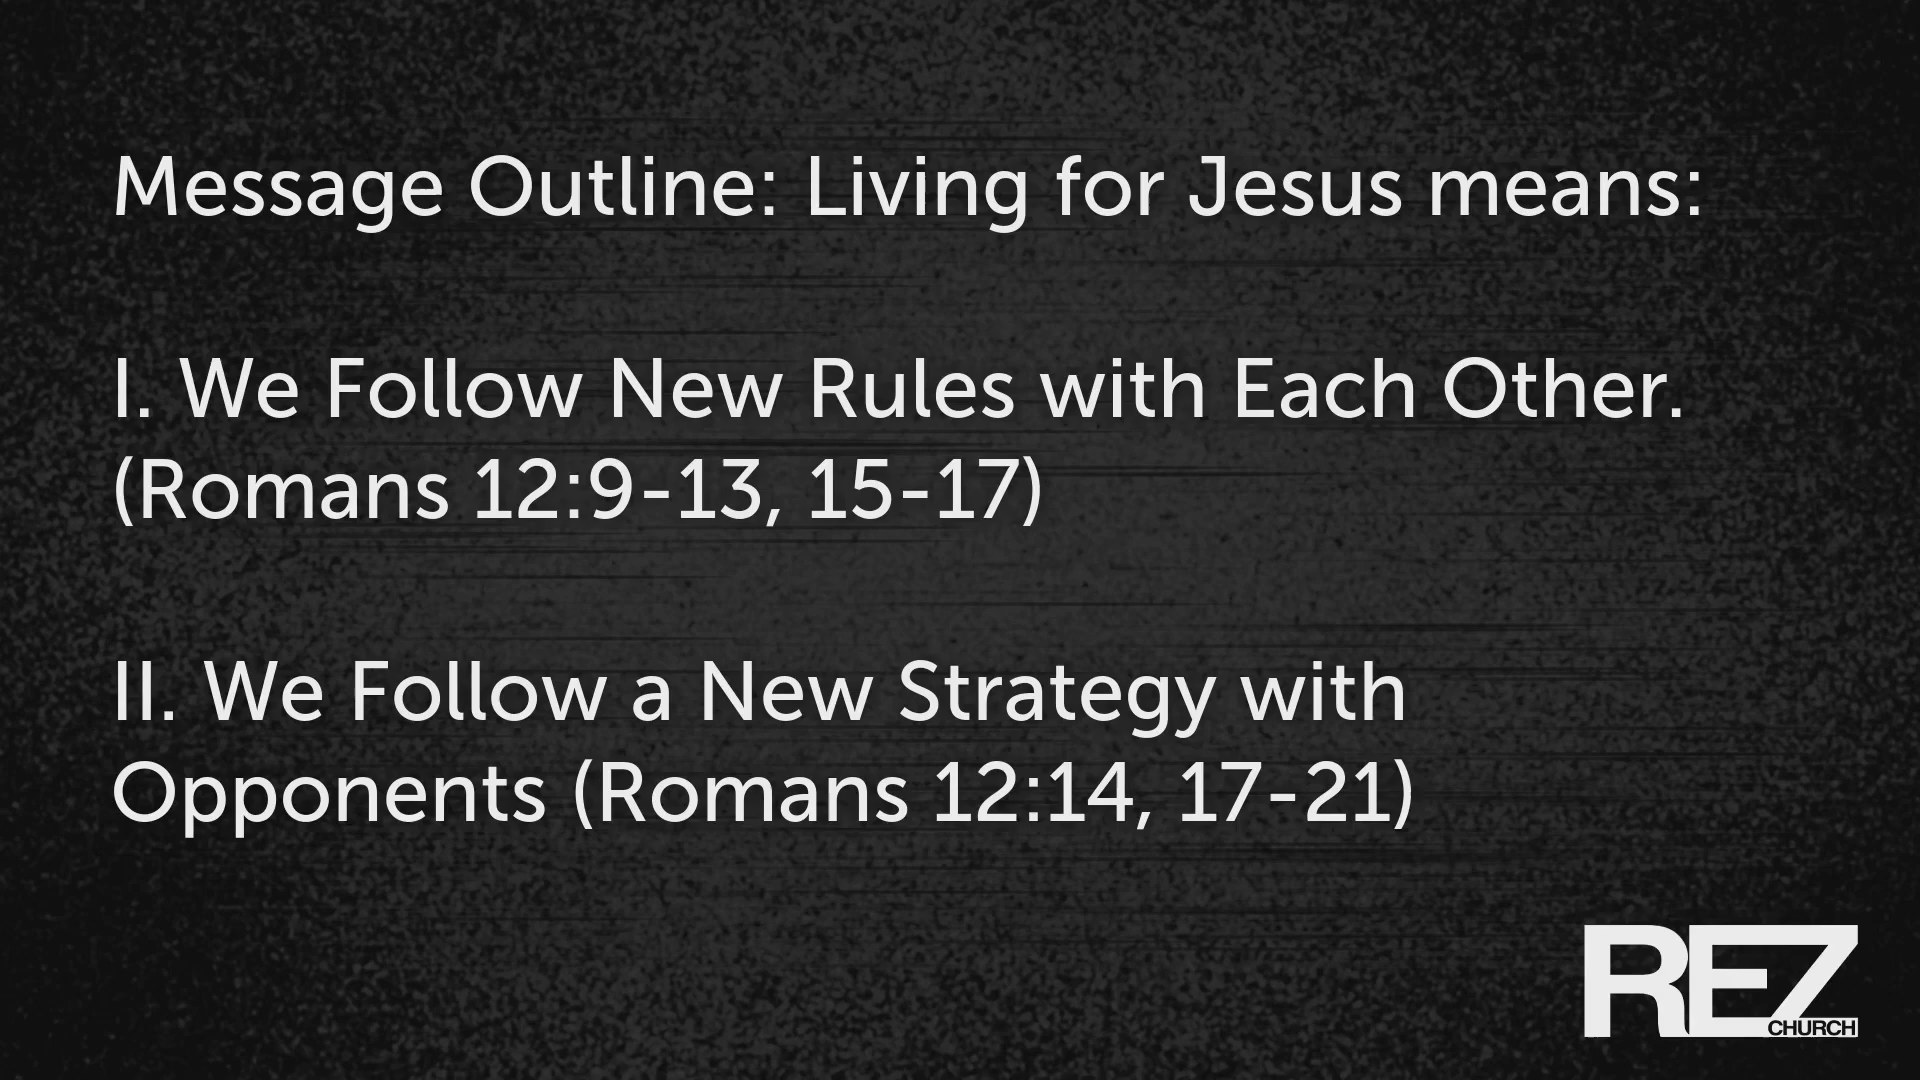 Message Outline: Living for Jesus means:
I. We Follow New Rules with Each Other.
(Romans 12:9-13, 15-17)
II. We Follow a New Strategy with
Opponents (Romans 12:14, 17-21)
REZ
CHURCH